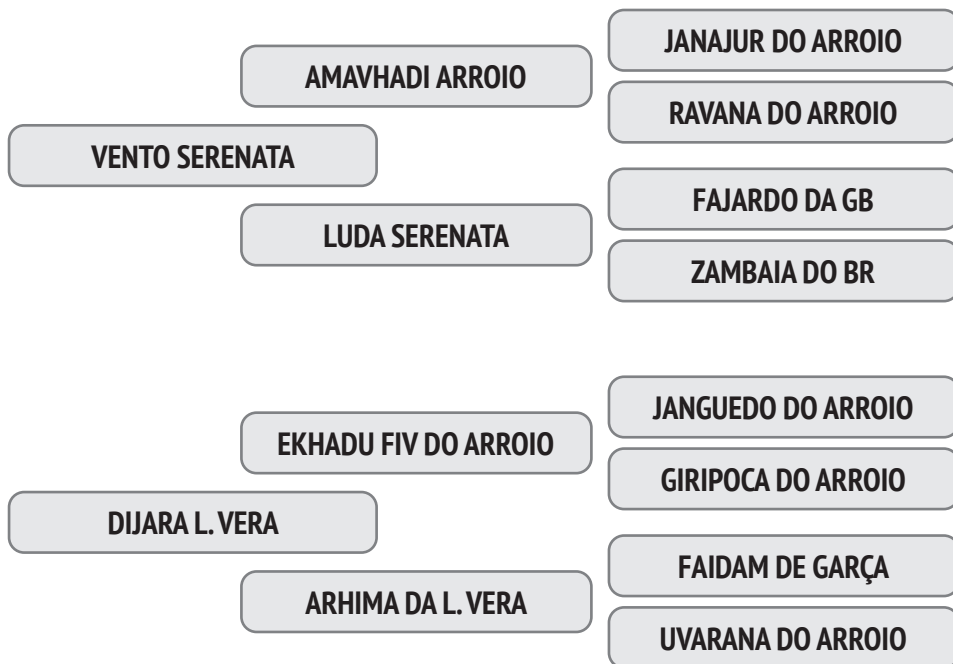 JANAJUR DO ARROIO
AMAVHADI ARROIO
RAVANA DO ARROIO
VENTO SERENATA
FAJARDO DA GB
LUDA SERENATA
ZAMBAIA DO BR
JANGUEDO DO ARROIO
EKHADU FIV DO ARROIO
GIRIPOCA DO ARROIO
DIJARA L. VERA
FAIDAM DE GARÇA
ARHIMA DA L. VERA
UVARANA DO ARROIO